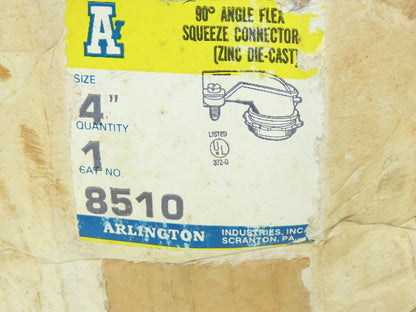 A
90° ANGLE FLEX
SQUEEZE CONNECTOR
(ZINC DIE-CAST)
SIZE
4"
QUANTITY
1
CAT. NO.
8510
LISTED
UL
372-D
ARLINGTON
INDUSTRIES, INC.
SCRANTON, PA.